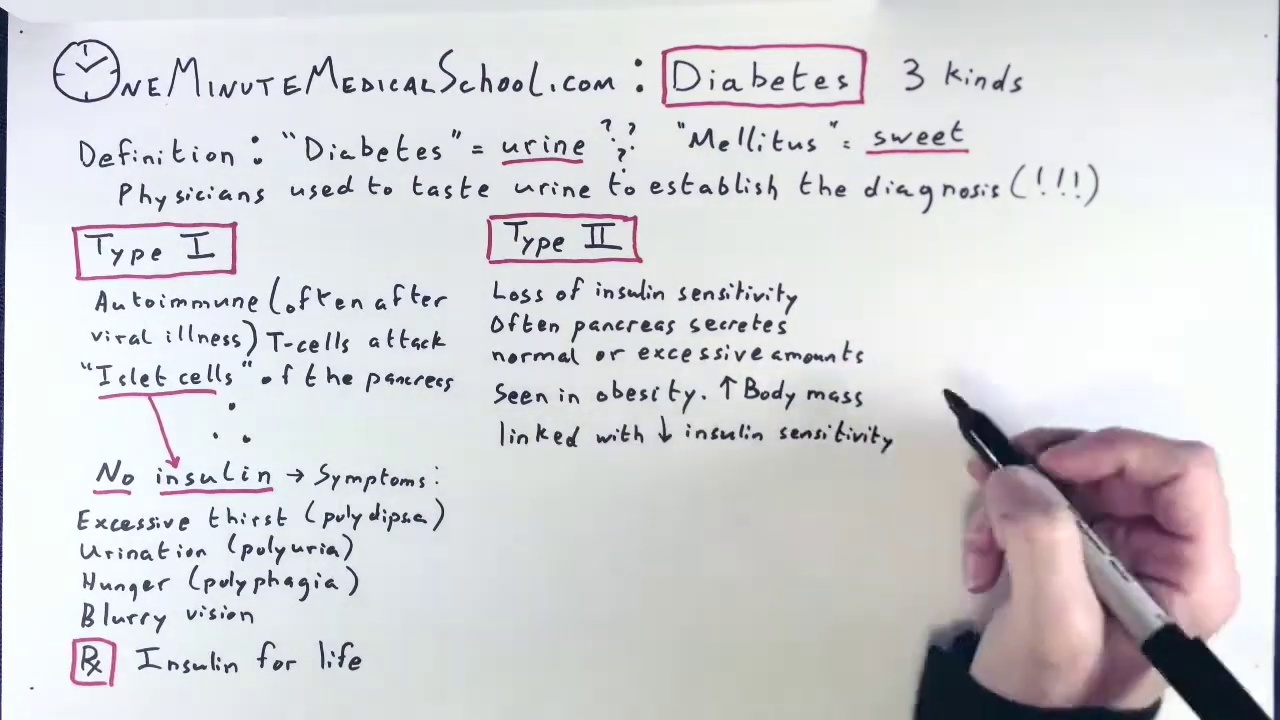 ONEMINUTEMEDICALSCHOOL.COM : Diabetes 3 kinds
Definition : "Diabetes" = urine ??? "Mellitus" = sweet
Physicians used to taste urine to establish the diagnosis (!!!)
Type I
Autoimmune (often after
viral illness) T-cells attack
"Islet cells" of the pancreas
No insulin → Symptoms:
Excessive thirst (polydipsia)
Urination (polyuria)
Hunger (polyphagia)
Blurry vision
Rx Insulin for life
Type II
Loss of insulin sensitivity
Often pancreas secretes
normal or excessive amounts
Seen in obesity. ↑ Body mass
linked with ↓ insulin sensitivity